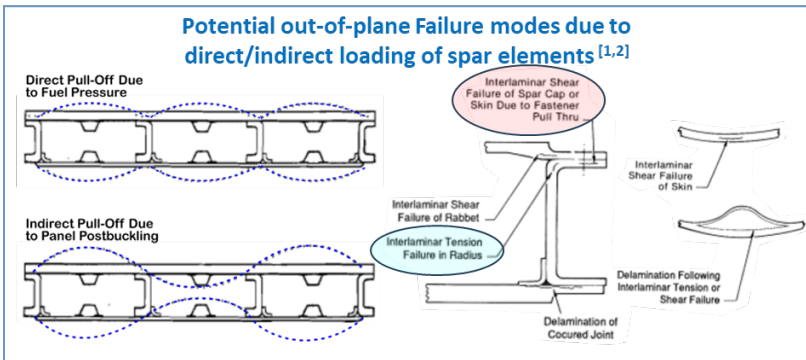 Potential out-of-plane Failure modes due to
direct/indirect loading of spar elements [1,2]
Direct Pull-Off Due
to Fuel Pressure
Indirect Pull-Off Due
to Panel Postbuckling
Interlaminar Shear
Failure of Spar Cap or
Skin Due to Fastener
Pull Thru
Interlaminar Shear
Failure of Rabbet
Interlaminar Tension
Failure in Radius
Delamination of
Cocured Joint
Interlaminar
Shear Failure
of Skin
Delamination Following
Interlaminar Tension or
Shear Failure